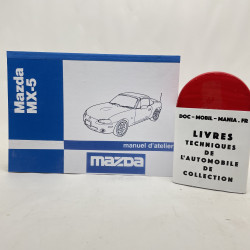 Mazda
MX-5
manuel d'atelier
mazda
DOC - MOBIL - MANIA . FR
LIVRES
TECHNIQUES
DE
L'AUTOMOBILE
DE
COLLECTION